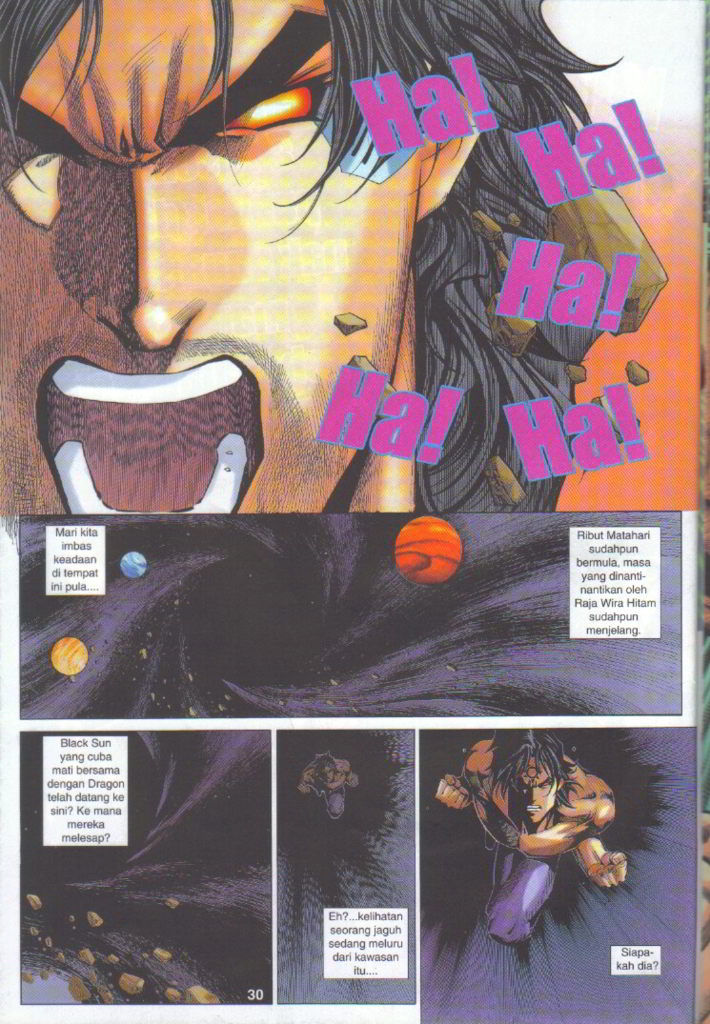 Ha!
Ha!
Ha!
Ha!
Ha!
Mari kita
imbas
keadaan
di tempat
ini pula....
Ribut Matahari
sudahpun
bermula, masa
yang dinanti-
nantikan oleh
Raja Wira Hitam
sudahpun
menjelang.
Black Sun
yang cuba
mati bersama
dengan Dragon
telah datang ke
sini? Ke mana
mereka
melesap?
Eh?...kelihatan
seorang jaguh
sedang meluru
dari kawasan
itu....
Siapa-
kah dia?
30